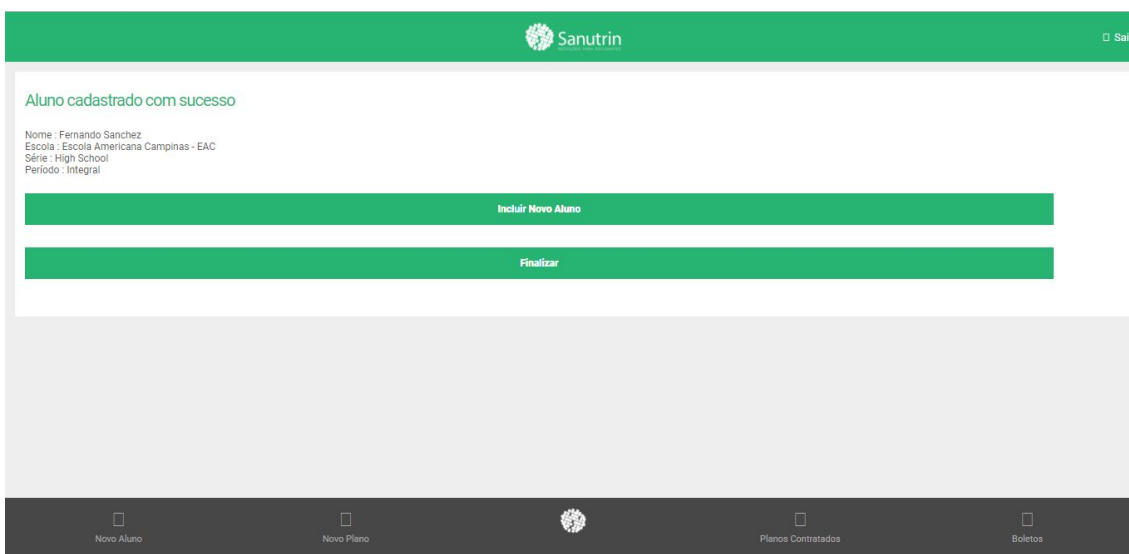 Sanutrin
Sai
Aluno cadastrado com sucesso
Nome : Fernando Sanchez
Escola : Escola Americana Campinas - EAC
Série : High School
Período : Integral
Incluir Novo Aluno
Finalizar
Novo Aluno
Novo Plano
Planos Contratados
Boletos